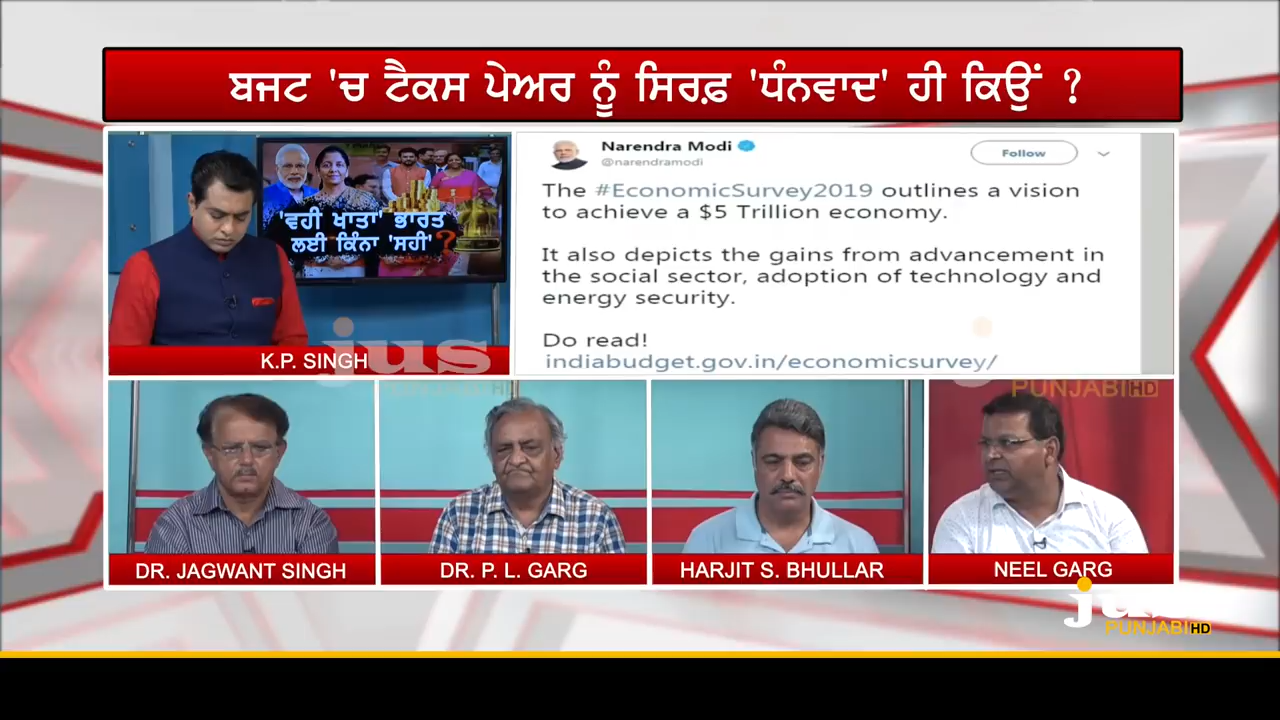 ਬਜਟ 'ਚ ਟੈਕਸ ਪੇਅਰ ਨੂੰ ਸਿਰਫ਼ 'ਧੰਨਵਾਦ' ਹੀ ਕਿਉਂ ?
'ਵਹੀ ਖਾਤਾ' ਭਾਰਤ
ਲਈ ਕਿੰਨਾ 'ਸਹੀ' ?
K.P. SINGH
Narendra Modi
@narendramodi
Follow
The #EconomicSurvey2019 outlines a vision
to achieve a $5 Trillion economy.
It also depicts the gains from advancement in
the social sector, adoption of technology and
energy security.
Do read!
indiabudget.gov.in/economicsurvey/
jus
PUNJABI HD
DR. JAGWANT SINGH
DR. P. L. GARG
HARJIT S. BHULLAR
NEEL GARG
jus
PUNJABI HD